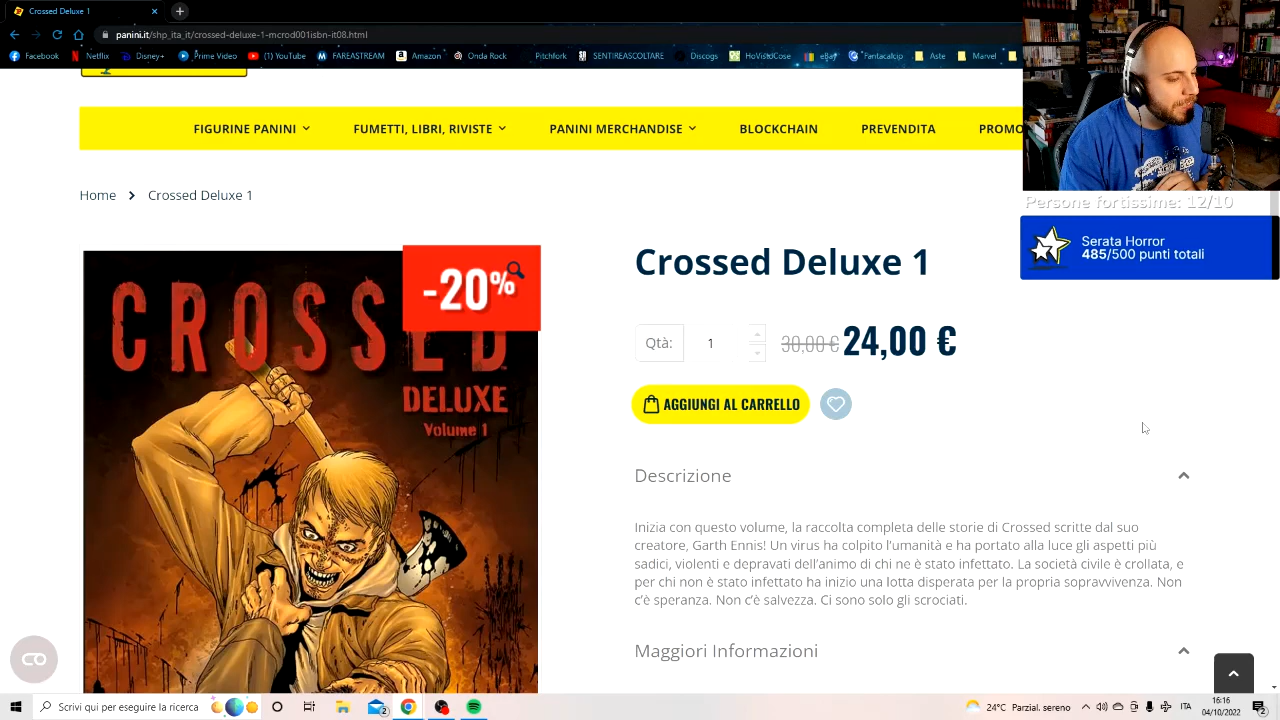 Crossed Deluxe 1
panini.it/shp_ita_it/crossed-deluxe-1-mcrod001isbn-it08.html
Facebook Netflix Disney+ Prime Video (1) YouTube FAREASTREAM Amazon Onda Rock Pitchfork SENTIREASCOLTARE Discogs HoVistoCose eBay Fantacalcio Aste Marvel
FIGURINE PANINI FUMETTI, LIBRI, RIVISTE PANINI MERCHANDISE BLOCKCHAIN PREVENDITA PROMO
Home Crossed Deluxe 1
Persone fortissime: 12/10
Serata Horror
485/500 punti totali
-20%
CROSSED
DELUXE
Volume 1
Crossed Deluxe 1
Qtà: 1 30,00 € 24,00 €
AGGIUNGI AL CARRELLO
Descrizione
Inizia con questo volume, la raccolta completa delle storie di Crossed scritte dal suo
creatore, Garth Ennis! Un virus ha colpito l'umanità e ha portato alla luce gli aspetti più
sadici, violenti e depravati dell'animo di chi ne è stato infettato. La società civile è crollata, e
per chi non è stato infettato ha inizio una lotta disperata per la propria sopravvivenza. Non
c'è speranza. Non c'è salvezza. Ci sono solo gli scrociati.
Maggiori Informazioni
Scrivi qui per eseguire la ricerca
2
24°C Parzial. sereno
ITA
16:16
04/10/2022
2